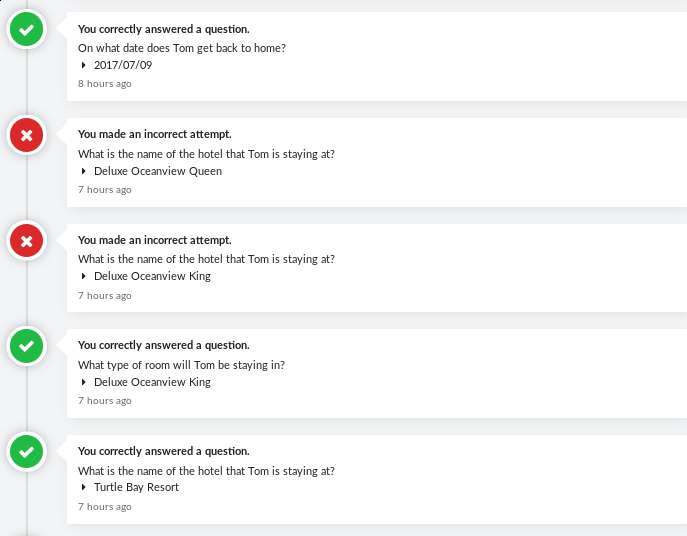 You correctly answered a question.
On what date does Tom get back to home?
2017/07/09
8 hours ago
You made an incorrect attempt.
What is the name of the hotel that Tom is staying at?
Deluxe Oceanview Queen
7 hours ago
You made an incorrect attempt.
What is the name of the hotel that Tom is staying at?
Deluxe Oceanview King
7 hours ago
You correctly answered a question.
What type of room will Tom be staying in?
Deluxe Oceanview King
7 hours ago
You correctly answered a question.
What is the name of the hotel that Tom is staying at?
Turtle Bay Resort
7 hours ago